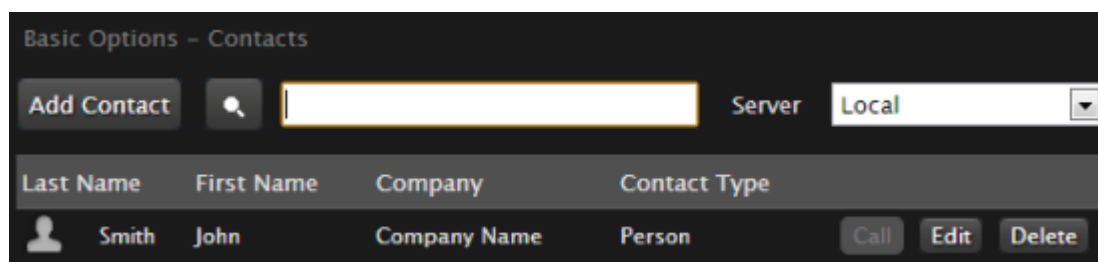 Basic Options – Contacts
Add Contact Server Local
Last Name First Name Company Contact Type
Smith John Company Name Person Call Edit Delete